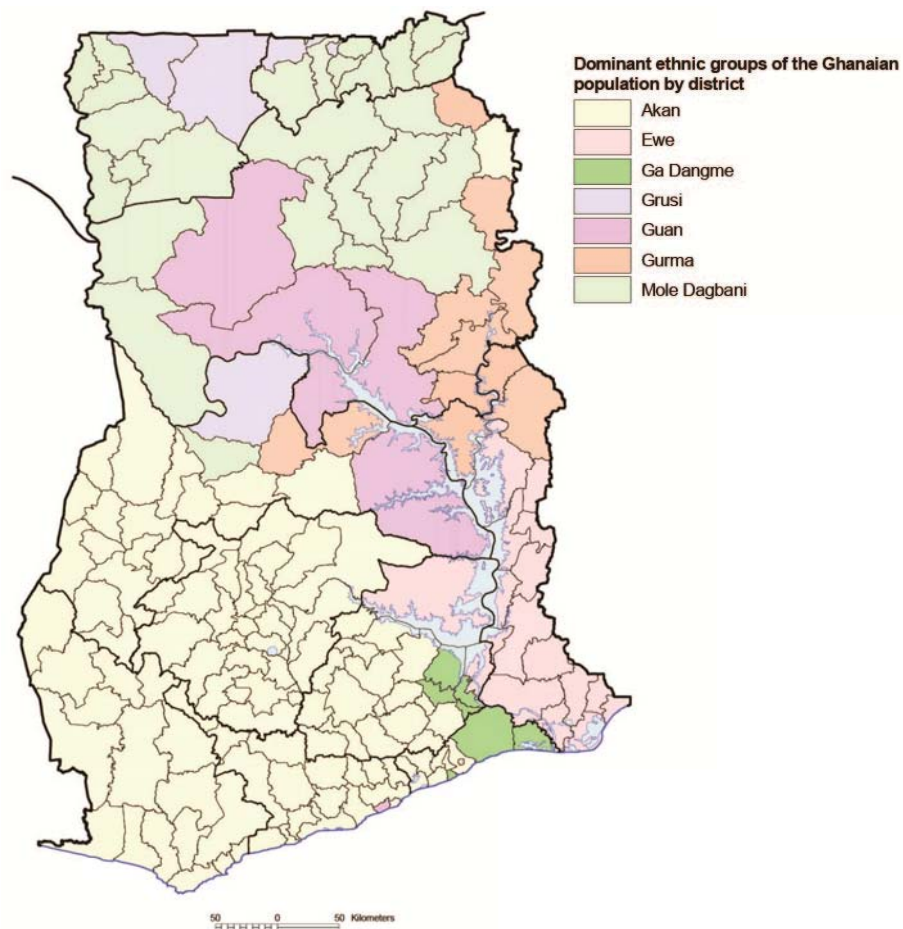 Dominant ethnic groups of the Ghanaian
population by district
Akan
Ewe
Ga Dangme
Grusi
Guan
Gurma
Mole Dagbani
50 0 50 Kilometers